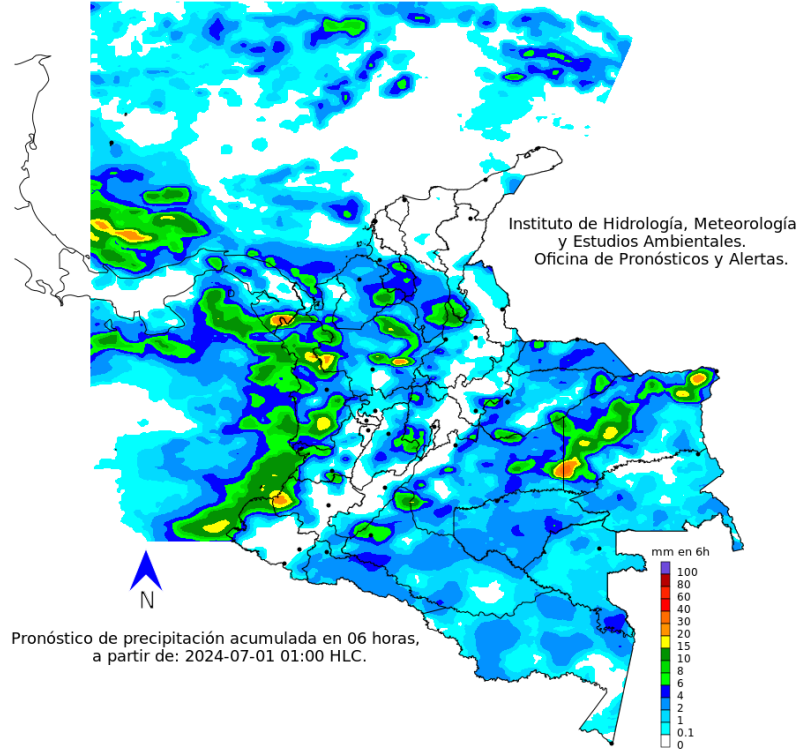 Instituto de Hidrología, Meteorología
y Estudios Ambientales.
Oficina de Pronósticos y Alertas.
mm en 6h
100
80
60
40
30
20
15
10
8
6
4
2
1
0.1
0
N
Pronóstico de precipitación acumulada en 06 horas,
a partir de: 2024-07-01 01:00 HLC.